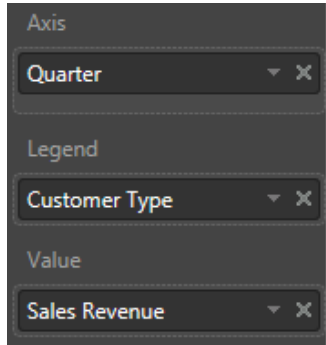 Axis
Quarter
Legend
Customer Type
Value
Sales Revenue